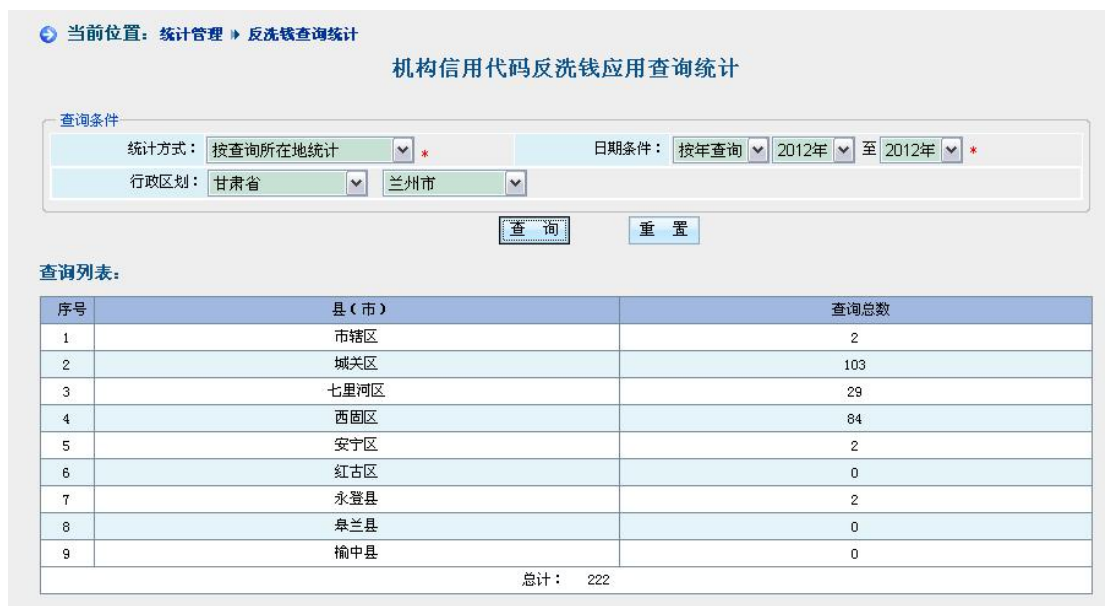 当前位置：统计管理 反洗钱查询统计
机构信用代码反洗钱应用查询统计
查询条件
统计方式： 按查询所在地统计 * 日期条件： 按年查询 2012年 至 2012年 *
行政区划： 甘肃省 兰州市
查 询 重 置
查询列表：
序号 县（市） 查询总数
1 市辖区 2
2 城关区 103
3 七里河区 29
4 西固区 84
5 安宁区 2
6 红古区 0
7 永登县 2
8 皋兰县 0
9 榆中县 0
总计： 222